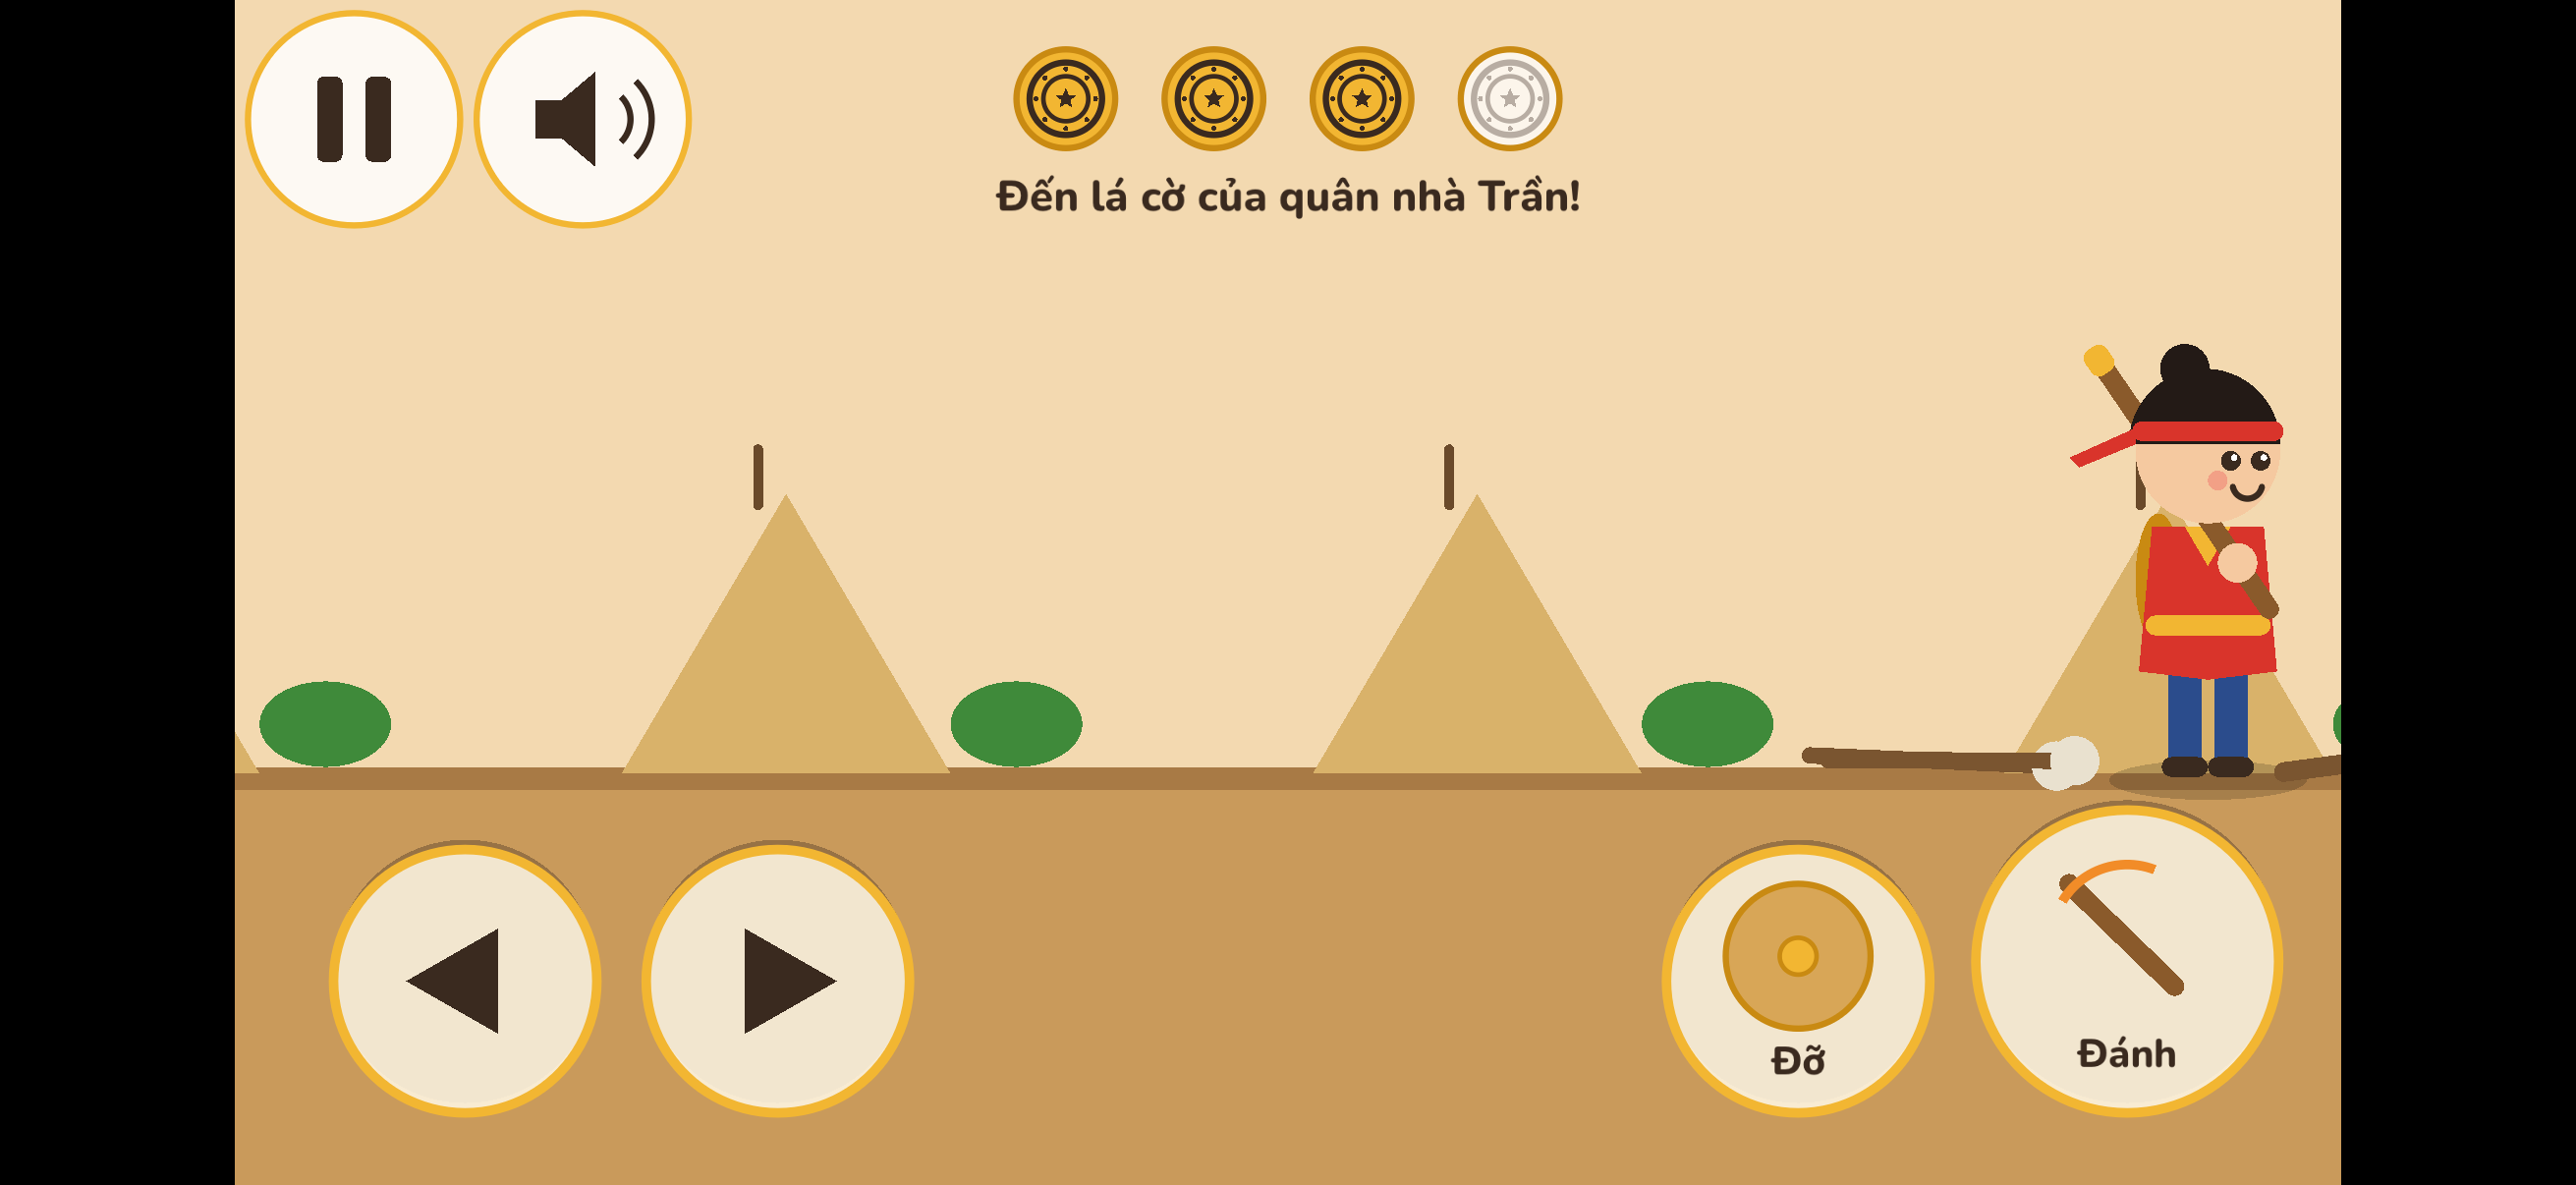 Đến lá cờ của quân nhà Trần!
Đỡ
Đánh